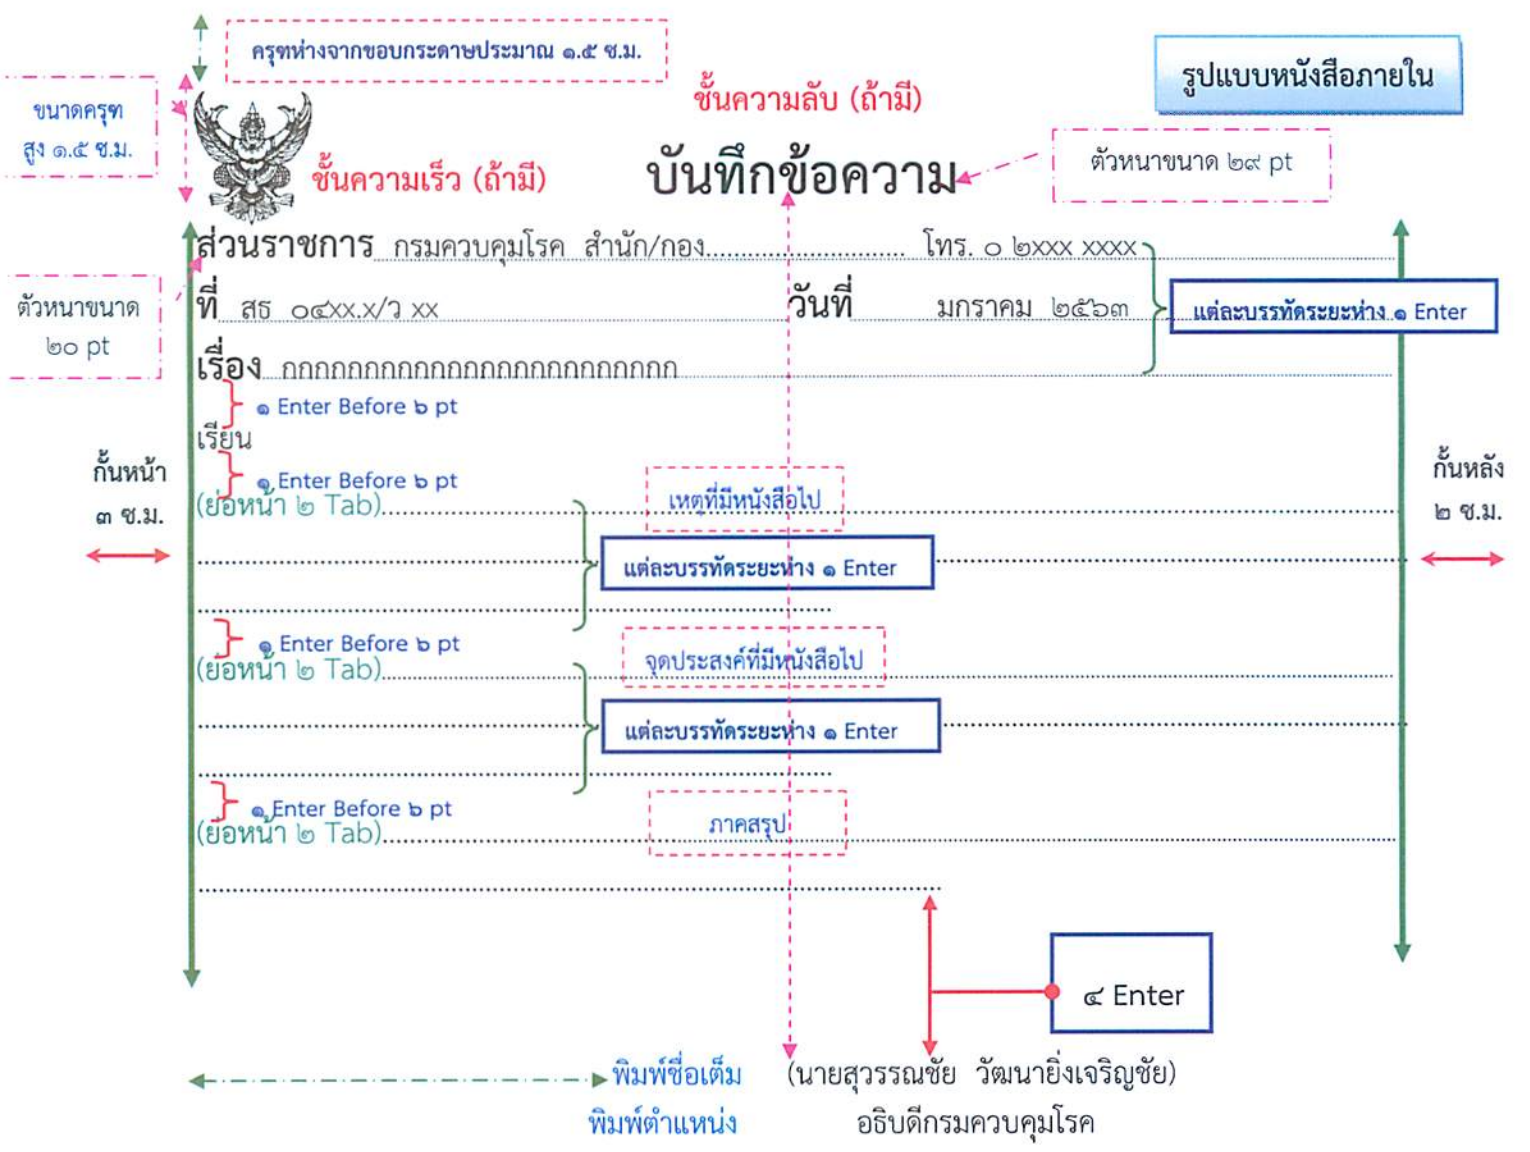 ครุฑห่างจากขอบกระดาษประมาณ ๑.๕ ซ.ม.
รูปแบบหนังสือภายใน
ขนาดครุฑ
สูง ๑.๕ ซ.ม.
ชั้นความลับ (ถ้ามี)
ชั้นความเร็ว (ถ้ามี)
บันทึกข้อความ
ตัวหนาขนาด ๒๙ pt
ส่วนราชการ กรมควบคุมโรค สำนัก/กอง.............................. โทร. ๐ ๒xxx xxxx
ตัวหนาขนาด
๒๐ pt
ที่ สธ ๐๔xx.x/ว xx วันที่ มกราคม ๒๕๖๓
แต่ละบรรทัดระยะห่าง ๑ Enter
เรื่อง กกกกกกกกกกกกกกกกกกกกกกกก
๑ Enter Before ๖ pt
เรียน
๑ Enter Before ๖ pt
กั้นหน้า
๓ ซ.ม.
กั้นหลัง
๒ ซ.ม.
(ย่อหน้า ๒ Tab) เหตุที่มีหนังสือไป
แต่ละบรรทัดระยะห่าง ๑ Enter
๑ Enter Before ๖ pt
(ย่อหน้า ๒ Tab) จุดประสงค์ที่มีหนังสือไป
แต่ละบรรทัดระยะห่าง ๑ Enter
๑ Enter Before ๖ pt
(ย่อหน้า ๒ Tab) ภาคสรุป
๔ Enter
พิมพ์ชื่อเต็ม (นายสุวรรณชัย วัฒนายิ่งเจริญชัย)
พิมพ์ตำแหน่ง อธิบดีกรมควบคุมโรค